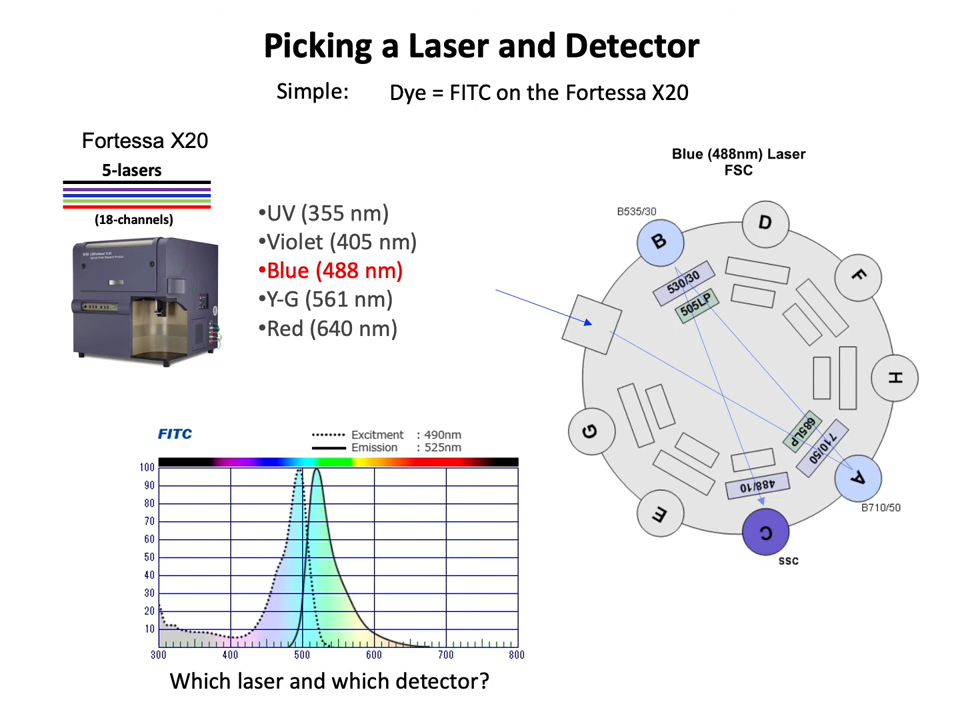 Picking a Laser and Detector
Simple: Dye = FITC on the Fortessa X20
Fortessa X20
5-lasers
(18-channels)
•UV (355 nm)
•Violet (405 nm)
•Blue (488 nm)
•Y-G (561 nm)
•Red (640 nm)
Blue (488nm) Laser
FSC
B535/30
B
D
F
H
A
C
E
G
530/30
505LP
685LP
710/50
488/10
B710/50
SSC
FITC
Excitment : 490nm
Emission : 525nm
100
90
80
70
60
50
40
30
20
10
300 400 500 600 700 800
Which laser and which detector?